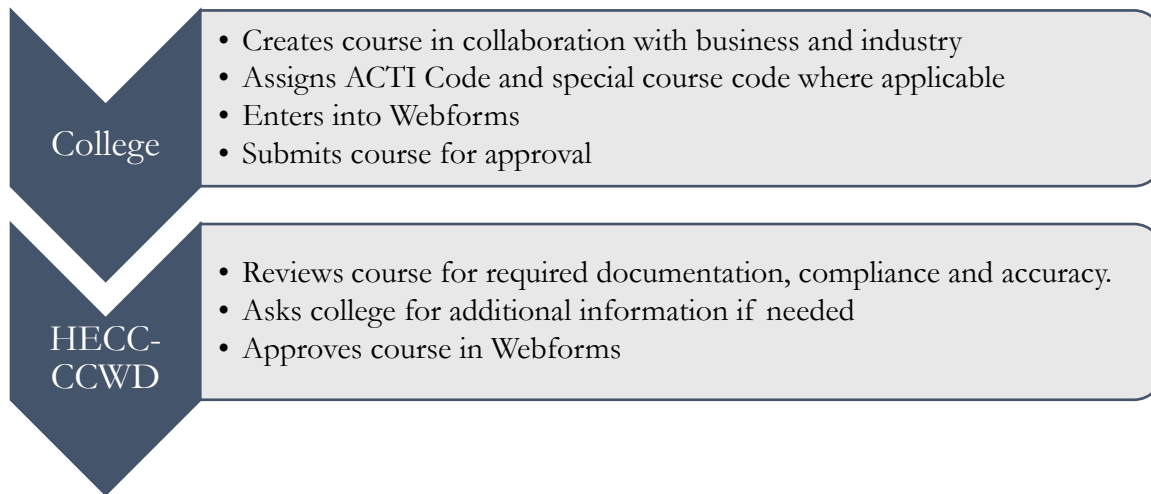 College
• Creates course in collaboration with business and industry
• Assigns ACTI Code and special course code where applicable
• Enters into Webforms
• Submits course for approval
HECC-
CCWD
• Reviews course for required documentation, compliance and accuracy.
• Asks college for additional information if needed
• Approves course in Webforms